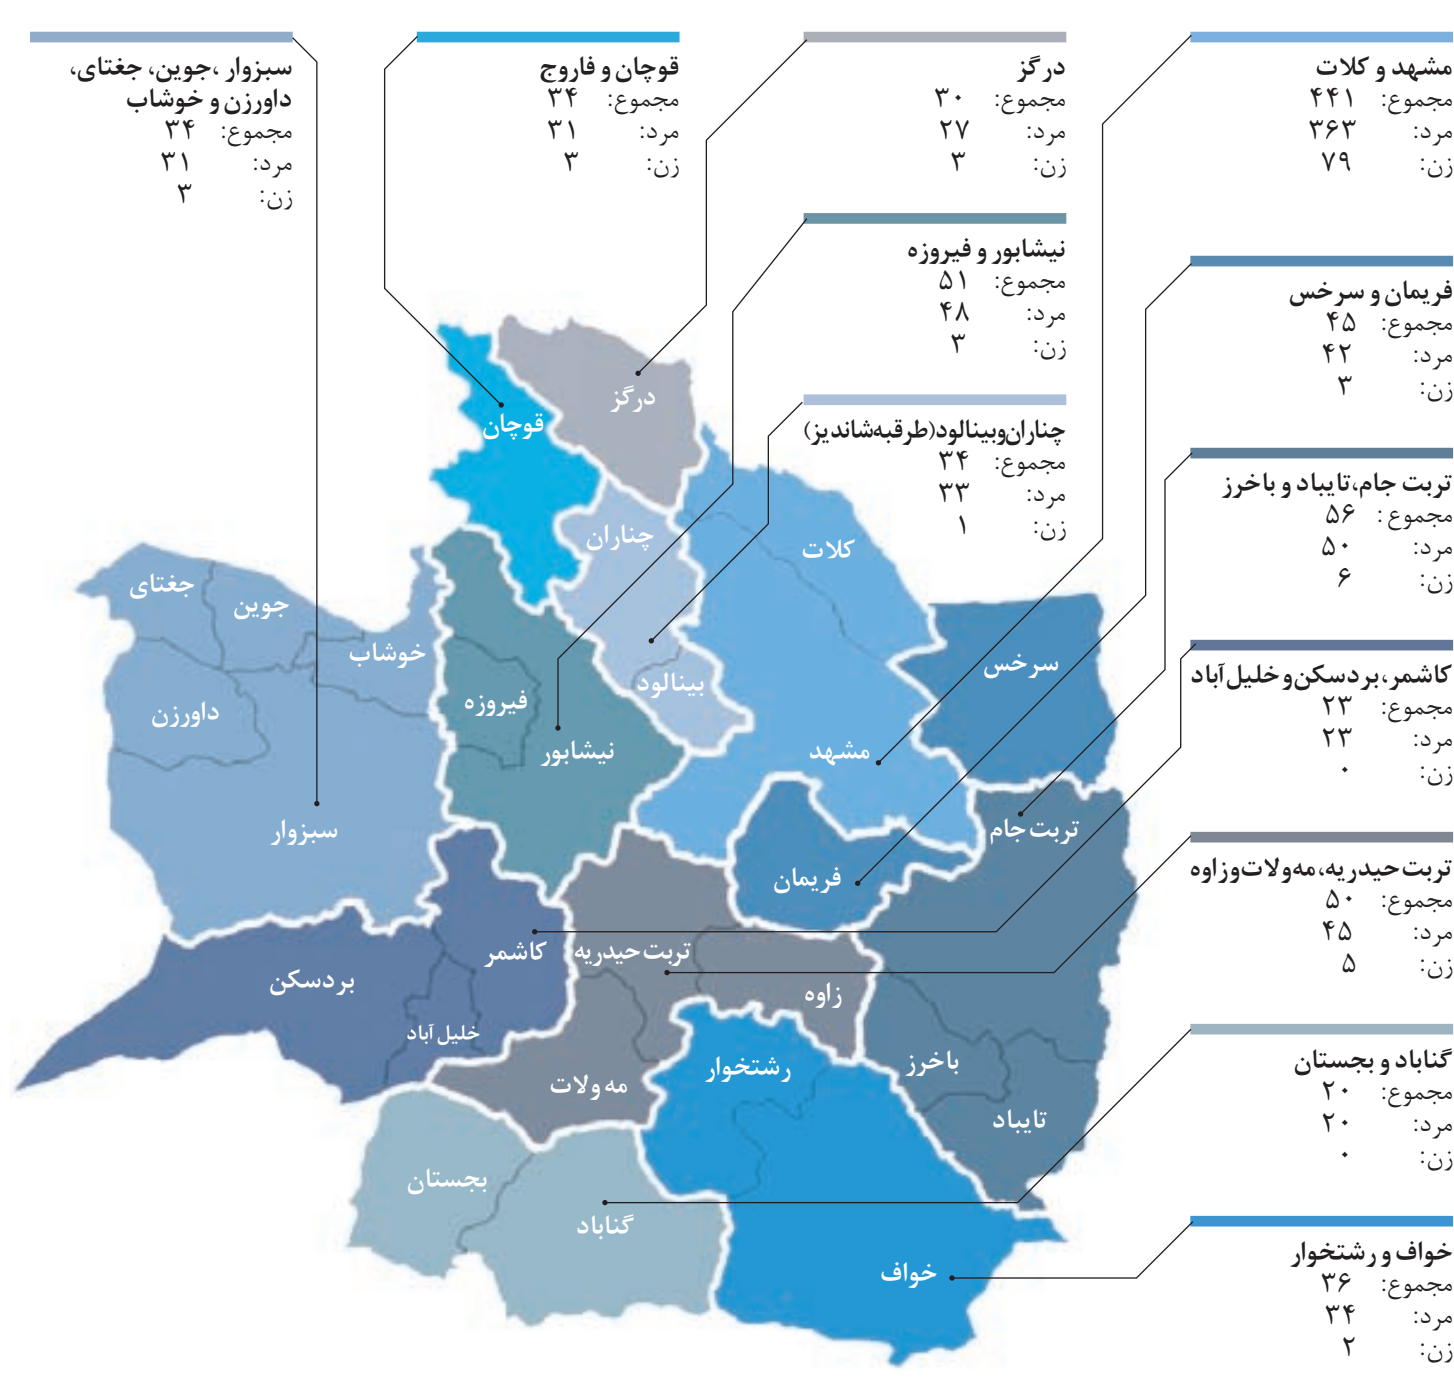 مشهد و کلات
مجموع: ۴۴۱
مرد: ۳۶۳
زن: ۷۹
درگز
مجموع: ۳۰
مرد: ۲۷
زن: ۳
قوچان و فاروج
مجموع: ۳۴
مرد: ۳۱
زن: ۳
سبزوار ،جوین، جغتای،
داورزن و خوشاب
مجموع: ۳۴
مرد: ۳۱
زن: ۳
نیشابور و فیروزه
مجموع: ۵۱
مرد: ۴۸
زن: ۳
فریمان و سرخس
مجموع: ۴۵
مرد: ۴۲
زن: ۳
چناران‌وبینالود(طرقبه‌شاندیز)
مجموع: ۳۴
مرد: ۳۳
زن: ۱
تربت جام،تایباد و باخرز
مجموع: ۵۶
مرد: ۵۰
زن: ۶
کاشمر،بردسکن‌و خلیل‌آباد
مجموع: ۲۳
مرد: ۲۳
زن: ۰
تربت‌حیدریه،مه‌ولات‌وزاوه
مجموع: ۵۰
مرد: ۴۵
زن: ۵
گناباد و بجستان
مجموع: ۲۰
مرد: ۲۰
زن: ۰
خواف و رشتخوار
مجموع: ۳۶
مرد: ۳۴
زن: ۲
درگز
قوچان
چناران
کلات
جغتای
جوین
خوشاب
سرخس
بینالود
فیروزه
داورزن
نیشابور
مشهد
سبزوار
تربت جام
فریمان
کاشمر
تربت حیدریه
بردسکن
زاوه
خلیل آباد
باخرز
رشتخوار
مه ولات
تایباد
بجستان
گناباد
خواف